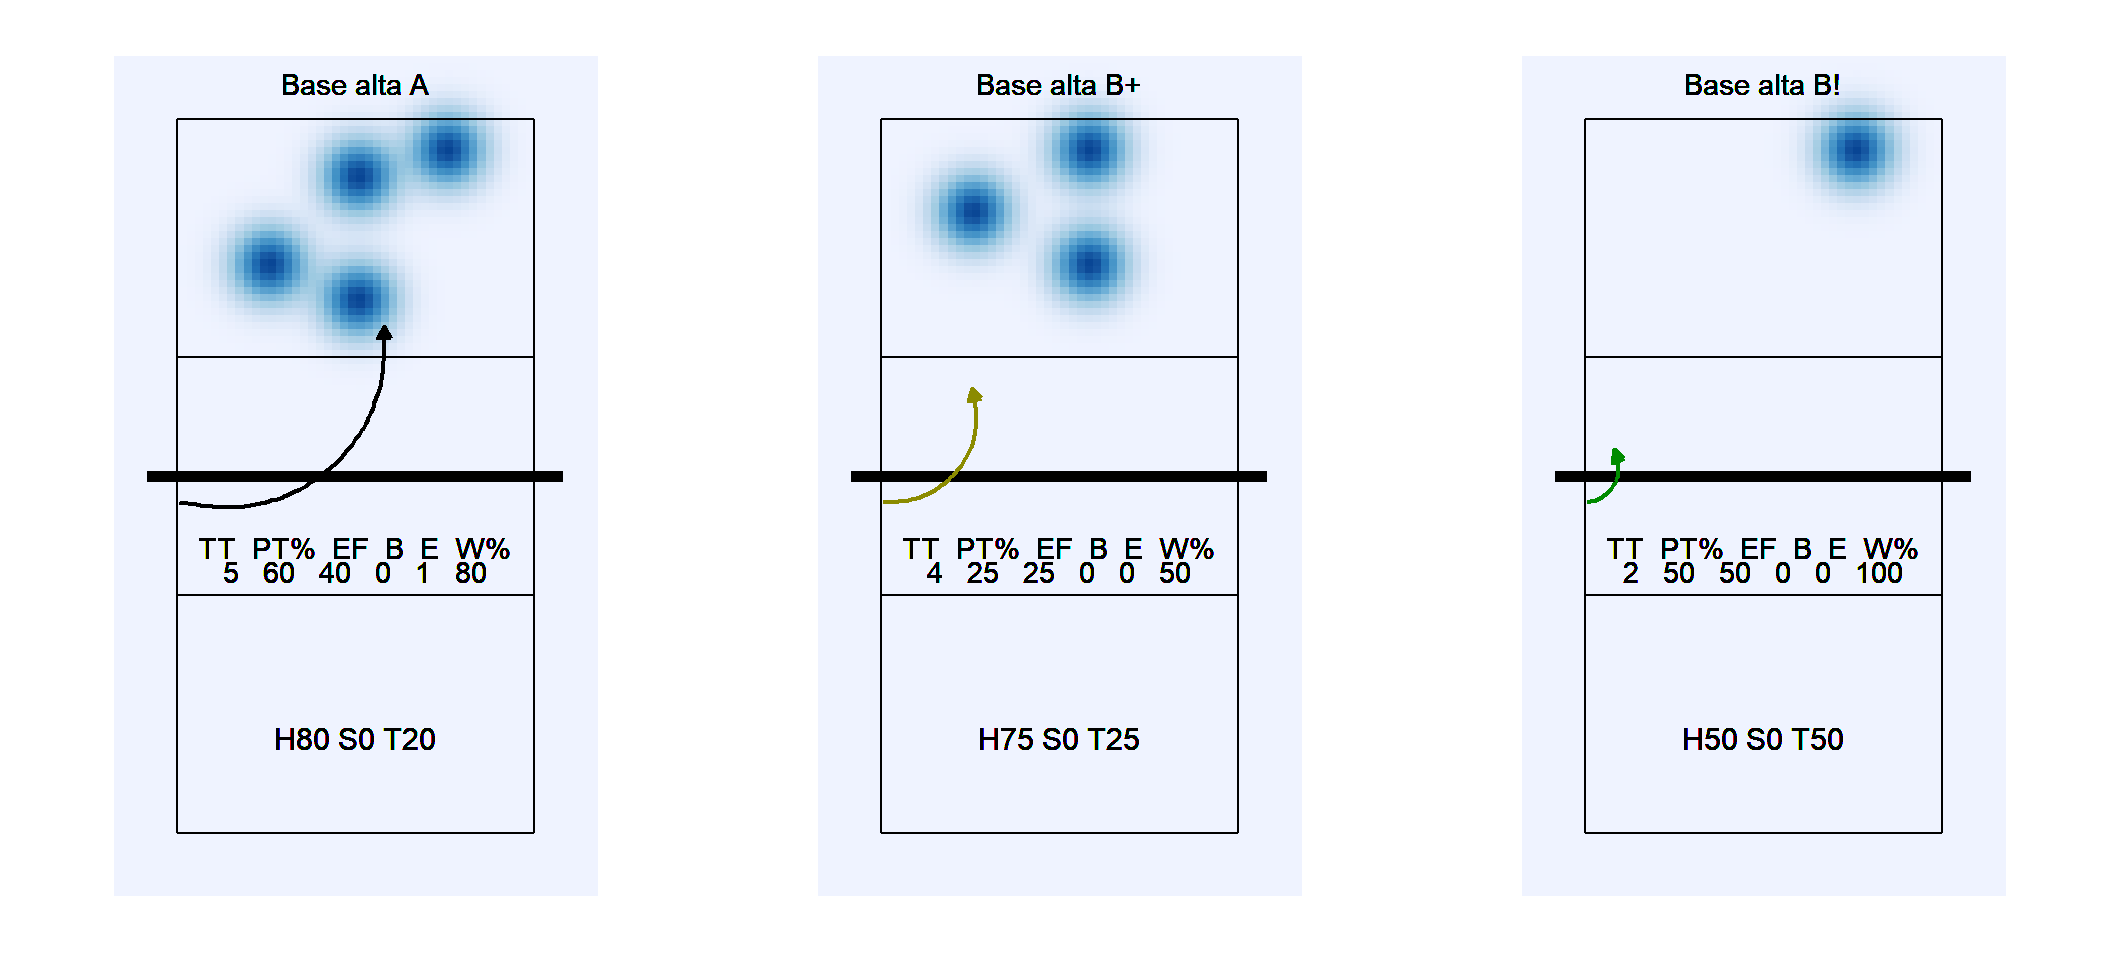 Base alta A
TT PT% EF B E W%
5 60 40 0 1 80
H80 S0 T20
Base alta B+
TT PT% EF B E W%
4 25 25 0 0 50
H75 S0 T25
Base alta B!
TT PT% EF B E W%
2 50 50 0 0 100
H50 S0 T50